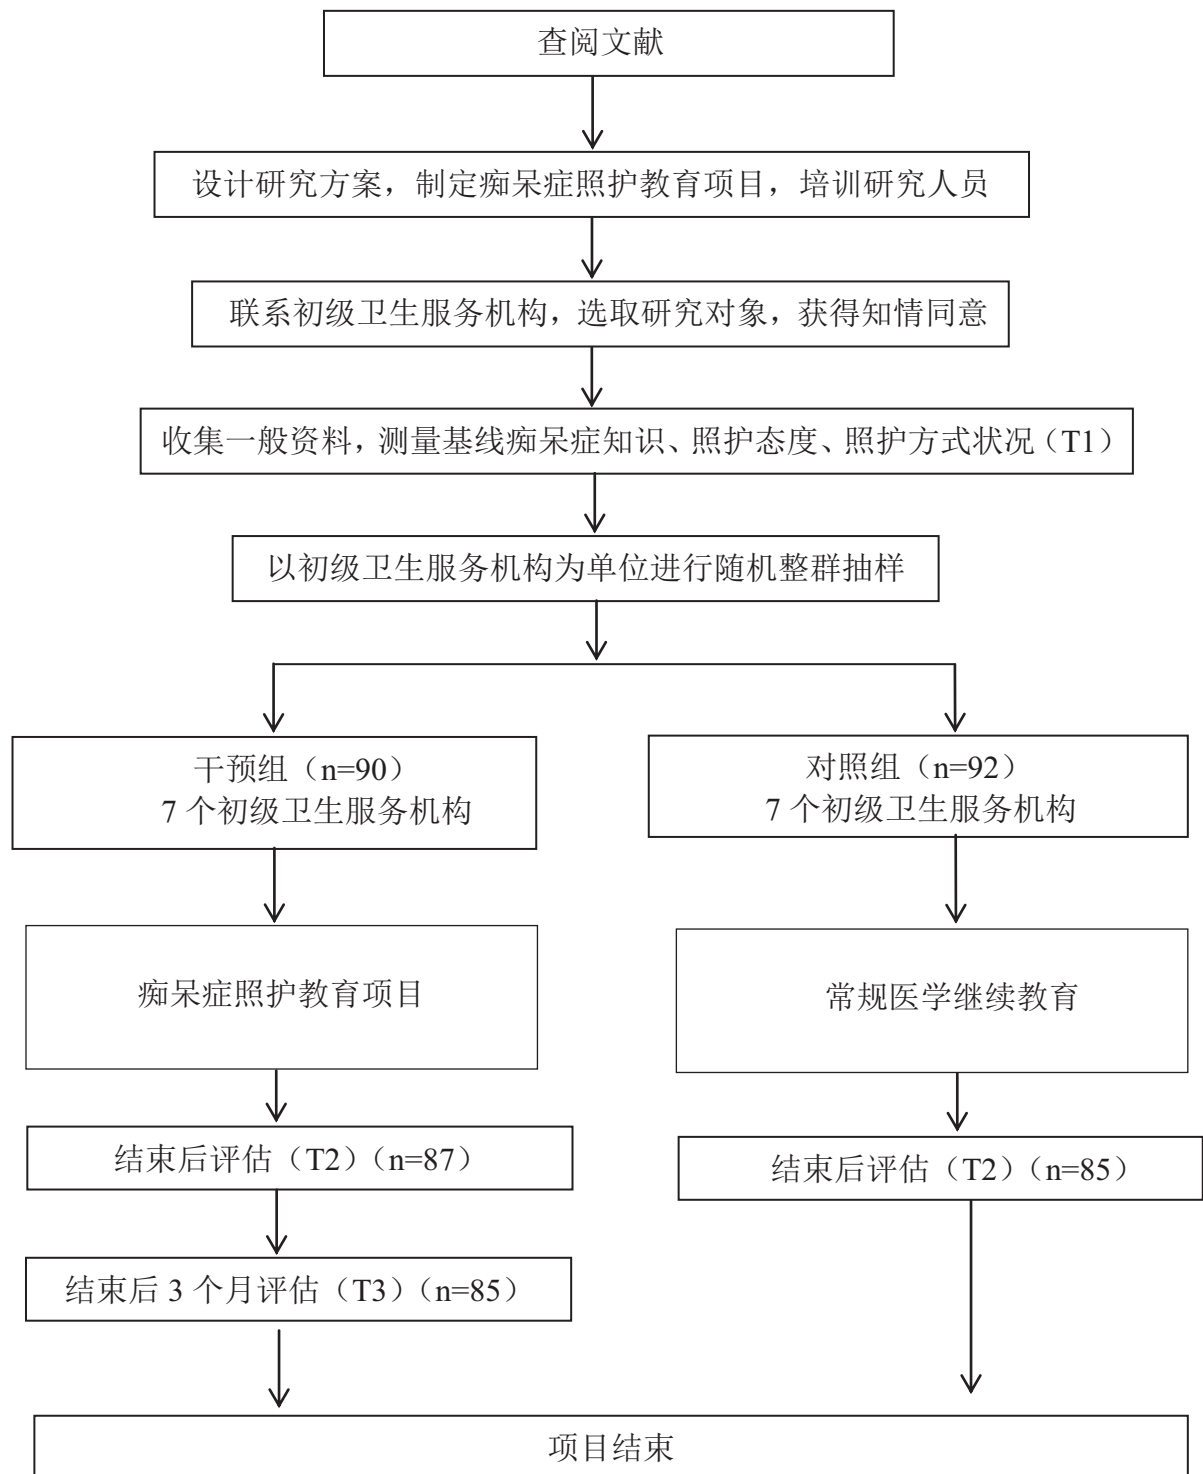 查阅文献
设计研究方案，制定痴呆症照护教育项目，培训研究人员
联系初级卫生服务机构，选取研究对象，获得知情同意
收集一般资料，测量基线痴呆症知识、照护态度、照护方式状况（T1）
以初级卫生服务机构为单位进行随机整群抽样
干预组（n=90）
7 个初级卫生服务机构
对照组（n=92）
7 个初级卫生服务机构
痴呆症照护教育项目
常规医学继续教育
结束后评估（T2）（n=87）
结束后评估（T2）（n=85）
结束后 3 个月评估（T3）（n=85）
项目结束